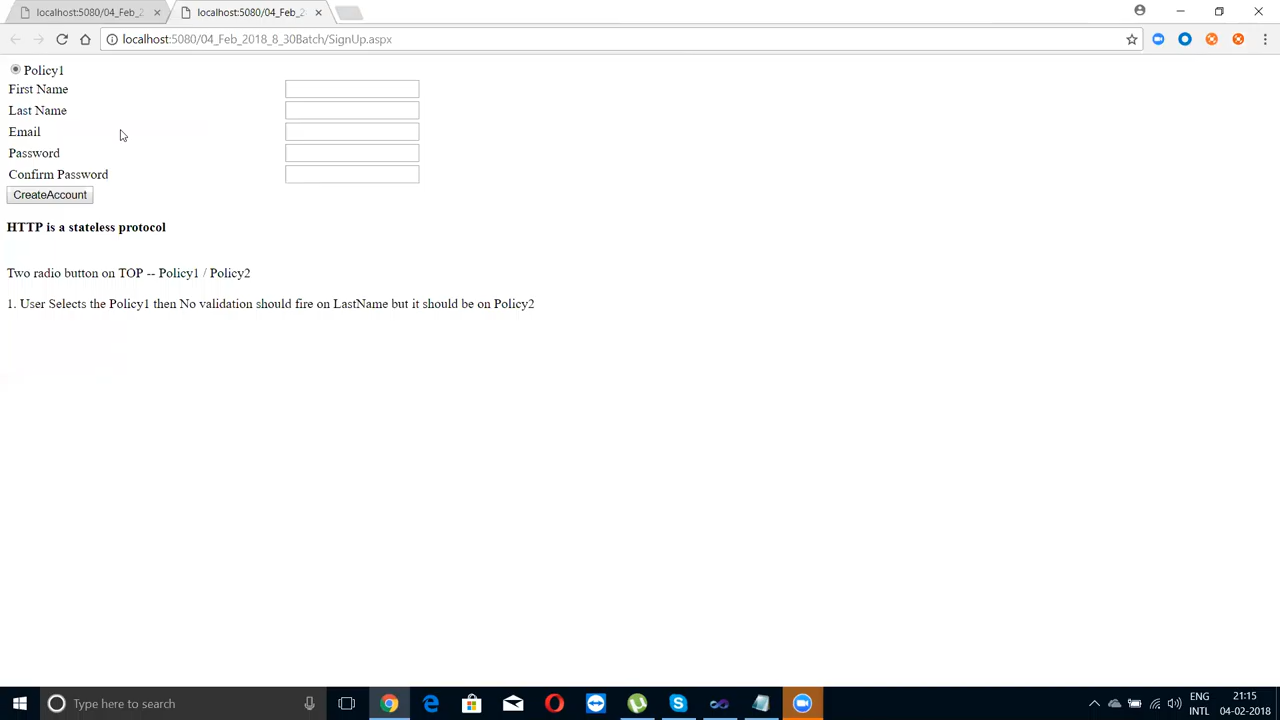 localhost:5080/04_Feb_2
localhost:5080/04_Feb_2
localhost:5080/04_Feb_2018_8_30Batch/SignUp.aspx
Policy1
First Name
Last Name
Email
Password
Confirm Password
CreateAccount
HTTP is a stateless protocol
Two radio button on TOP -- Policy1 / Policy2
1. User Selects the Policy1 then No validation should fire on LastName but it should be on Policy2
Type here to search
ENG
INTL
21:15
04-02-2018